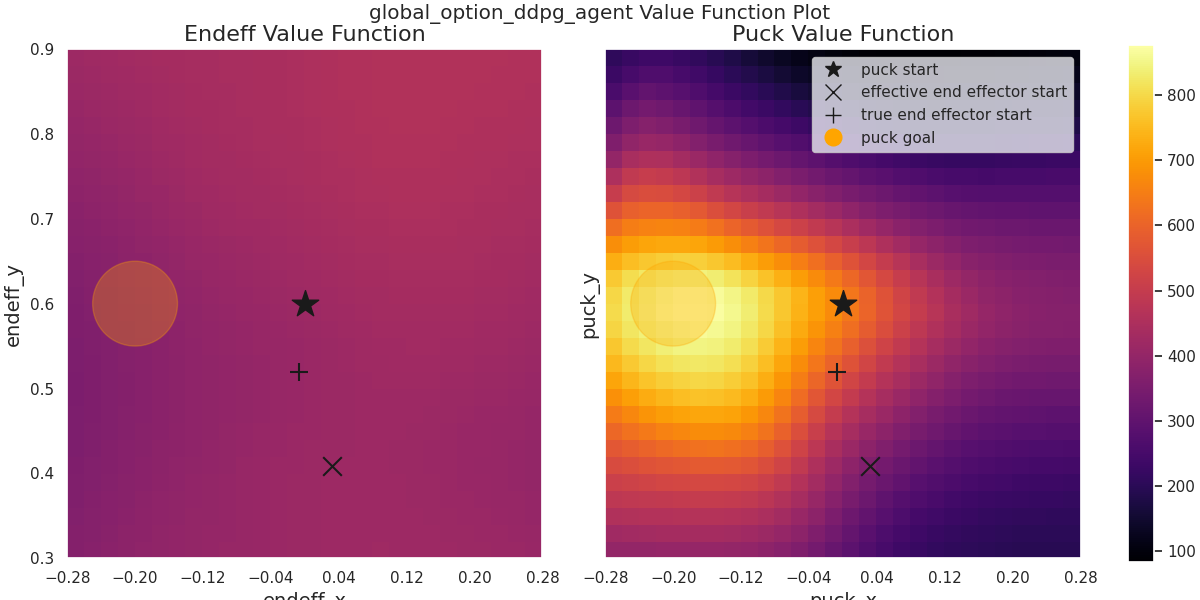 global_option_ddpg_agent Value Function Plot
Endeff Value Function
Puck Value Function
0.9
0.8
0.7
0.6
0.5
0.4
0.3
endeff_y
−0.28
−0.20
−0.12
−0.04
0.04
0.12
0.20
0.28
endeff_x
puck start
effective end effector start
true end effector start
puck goal
puck_y
−0.28
−0.20
−0.12
−0.04
0.04
0.12
0.20
0.28
puck_x
800
700
600
500
400
300
200
100